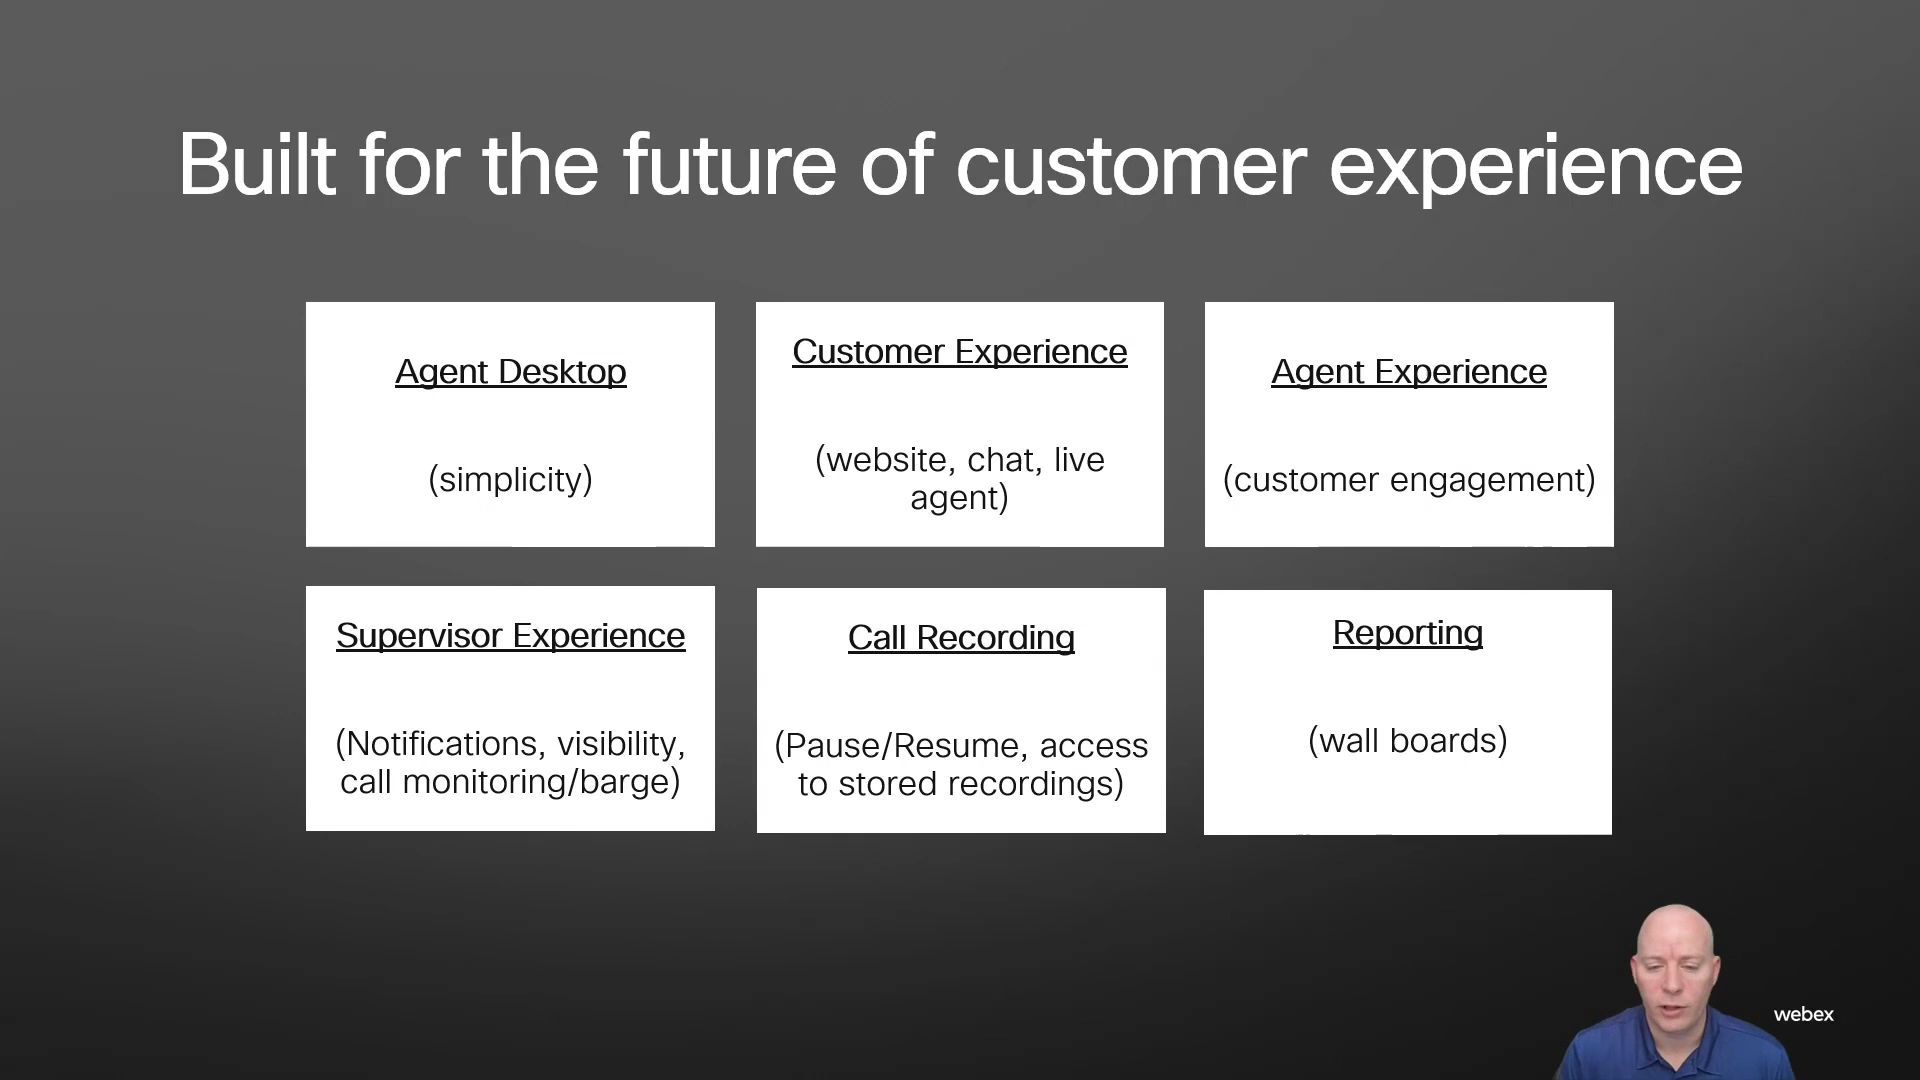 Built for the future of customer experience
Agent Desktop
(simplicity)
Customer Experience
(website, chat, live
agent)
Agent Experience
(customer engagement)
Supervisor Experience
(Notifications, visibility,
call monitoring/barge)
Call Recording
(Pause/Resume, access
to stored recordings)
Reporting
(wall boards)
webex